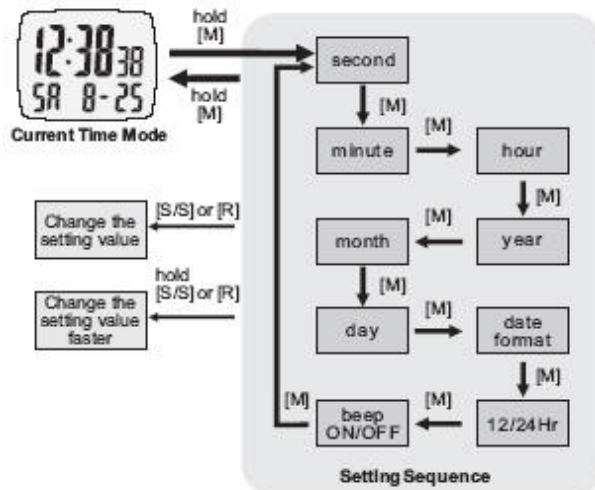 hold
[M]
12:38 38
SA 8-25
hold
[M]
Current Time Mode
second
[M]
minute
[M]
hour
[M]
year
[M]
month
[M]
day
[M]
date
format
[M]
12/24Hr
[M]
beep
ON/OFF
[M]
Setting Sequence
[S/S] or [R]
Change the
setting value
hold
[S/S] or [R]
Change the
setting value
faster